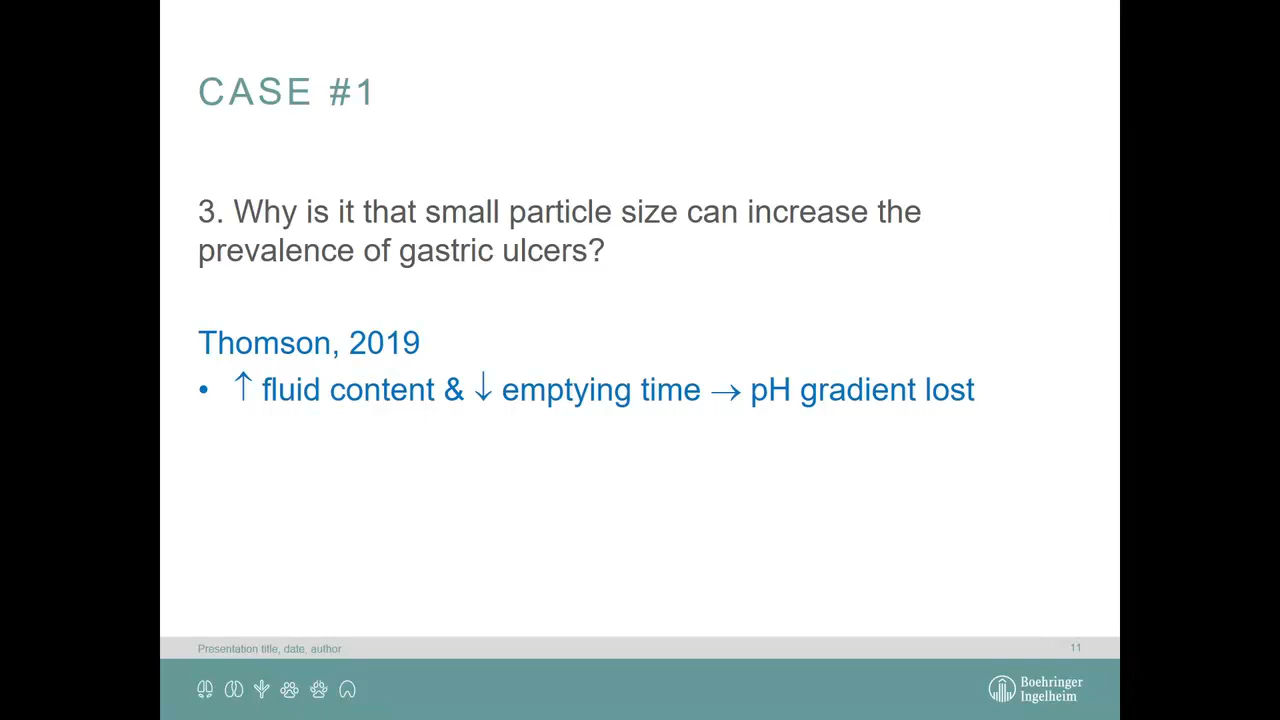 CASE #1
3. Why is it that small particle size can increase the
prevalence of gastric ulcers?
Thomson, 2019
• ↑ fluid content & ↓ emptying time → pH gradient lost
Presentation title, date, author
11
Boehringer
Ingelheim